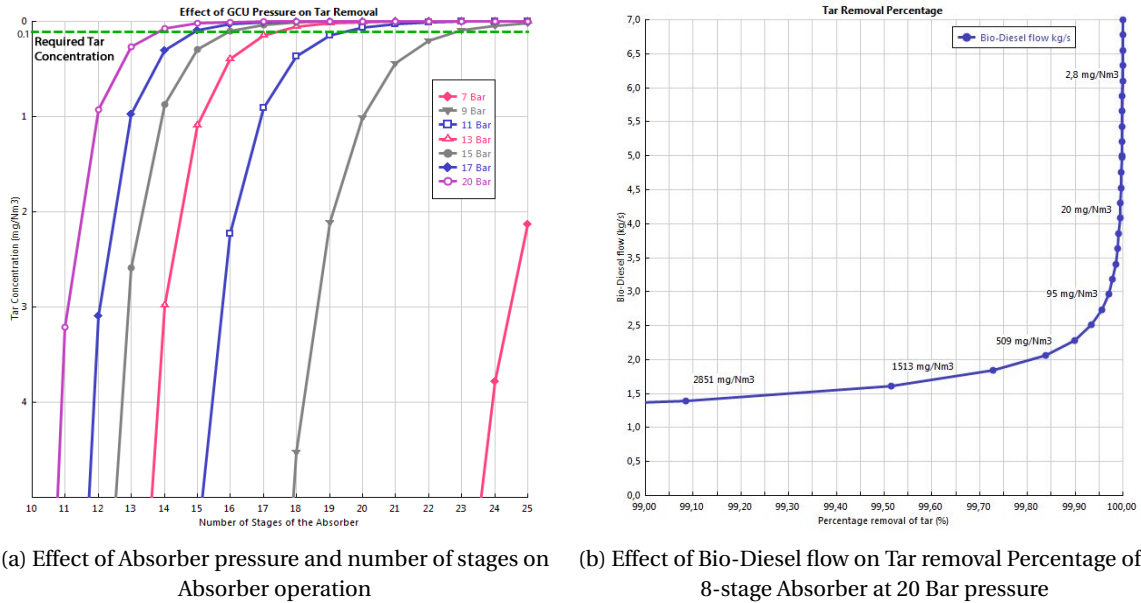 Effect of GCU Pressure on Tar Removal
0
0.1
1
2
3
4
Tar Concentration (mg/Nm3)
Required Tar
Concentration
7 Bar
9 Bar
11 Bar
13 Bar
15 Bar
17 Bar
20 Bar
10 11 12 13 14 15 16 17 18 19 20 21 22 23 24 25
Number of Stages of the Absorber
(a) Effect of Absorber pressure and number of stages on
Absorber operation
Tar Removal Percentage
7,0
6,5
6,0
5,5
5,0
4,5
4,0
3,5
3,0
2,5
2,0
1,5
1,0
0,5
0,0
Bio-Diesel flow (kg/s)
Bio-Diesel flow kg/s
2,8 mg/Nm3
20 mg/Nm3
95 mg/Nm3
509 mg/Nm3
1513 mg/Nm3
2851 mg/Nm3
99,00 99,10 99,20 99,30 99,40 99,50 99,60 99,70 99,80 99,90 100,00
Percentage removal of tar (%)
(b) Effect of Bio-Diesel flow on Tar removal Percentage of
8-stage Absorber at 20 Bar pressure